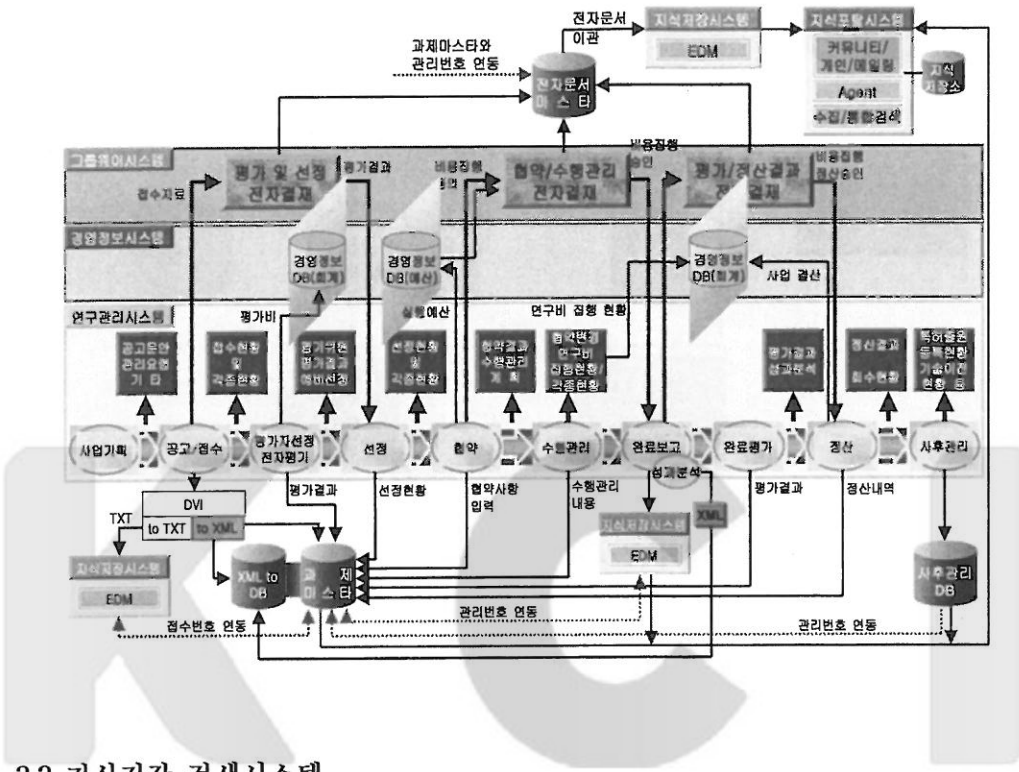 전자문서
이관
지식저장시스템
EDM
지식포탈시스템
커뮤니티/
개인/메일링
Agent
수집/통합검색
지식
저장소
과제마스타와
관리번호 연동
전자문서
마 스 타
그룹웨어시스템
접수자료
평가 및 선정
전자결재
평가결과
비용집행
협약/수행관리
전자결재
비용집행
승인
평가/정산결과
결재
비용집행
정산승인
경영정보시스템
경영정보
DB(회계)
경영정보
DB(예산)
경영정보
DB(회계)
사업 결산
연구관리시스템
평가비
실행예산
연구비 집행 현황
공고문안
관리요령
기 타
접수현황
및
각종현황
평가위원
평가결과
예비선정
선정현황
및
각종현황
협약결과
수행관리
계 획
협약변경
연구비
집행현황/
각종현황
평가결과
성과분석
정산결과
회수현황
특허출원
등록현황
기술이전
현황 등
사업기획
공고/접수
평가자선정
전자평가
선정
협약
수행관리
완료보고
성과분석
완료평가
정산
사후관리
DVI
TXT
to TXT
to XML
평가결과
선정현황
협약사항
입력
수행관리
내용
XML
평가결과
정산내역
지식저장시스템
EDM
XML to
DB
과 제
마스타
지식저장시스템
EDM
사후관리
DB
접수번호 연동
관리번호 연동
관리번호 연동
K C I